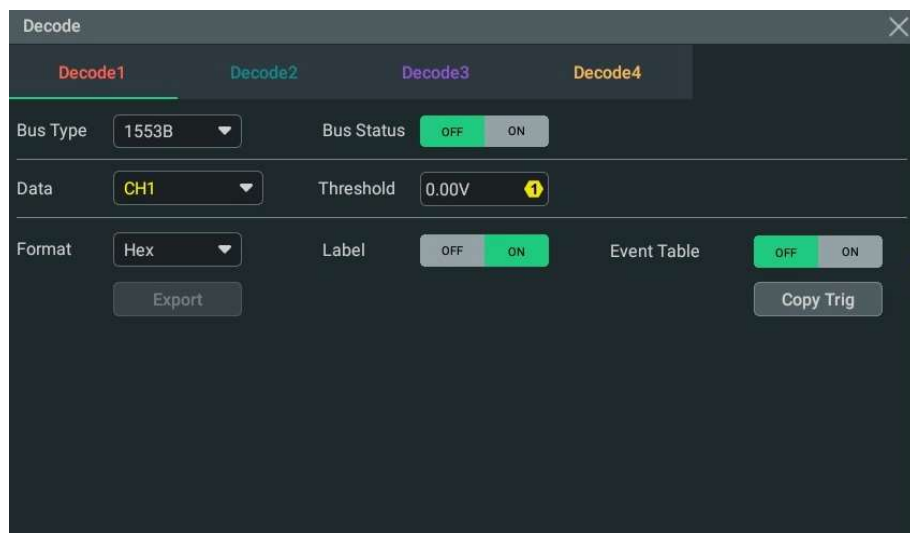 Decode
Decode1 Decode2 Decode3 Decode4
Bus Type 1553B Bus Status OFF ON
Data CH1 Threshold 0.00V 1
Format Hex Label OFF ON Event Table OFF ON
Export Copy Trig